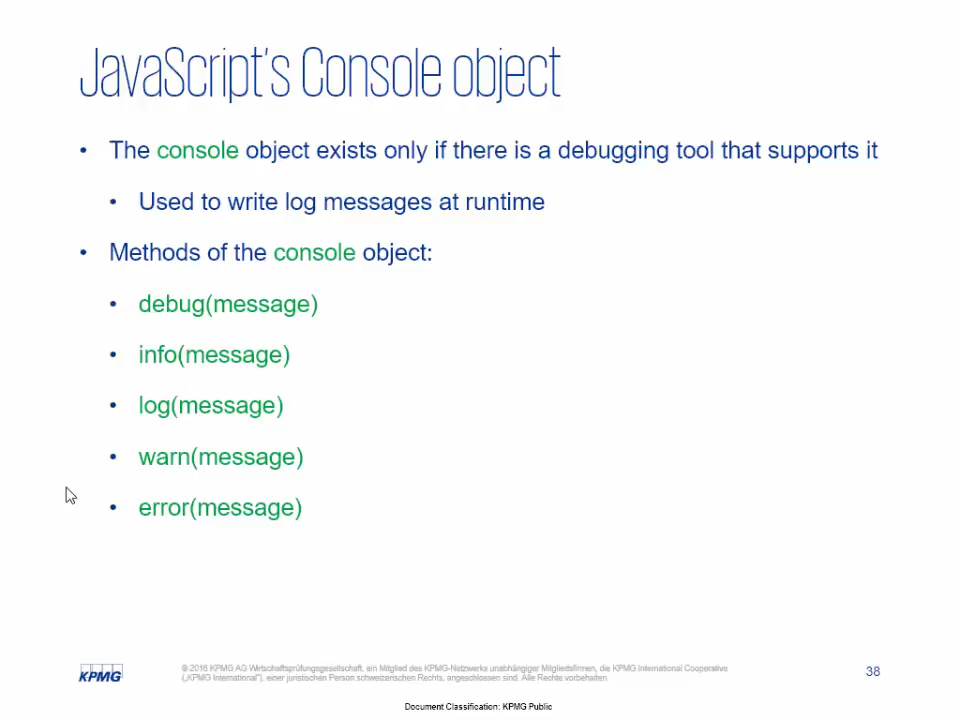 JavaScript's Console object
• The console object exists only if there is a debugging tool that supports it
• Used to write log messages at runtime
• Methods of the console object:
• debug(message)
• info(message)
• log(message)
• warn(message)
• error(message)
KPMG
© 2016 KPMG AG Wirtschaftsprüfungsgesellschaft, ein Mitglied des KPMG-Netzwerks unabhängiger Mitgliedsfirmen, die KPMG International Cooperative
(„KPMG International"), einer juristischen Person schweizerischen Rechts, angeschlossen sind. Alle Rechte vorbehalten.
38
Document Classification: KPMG Public